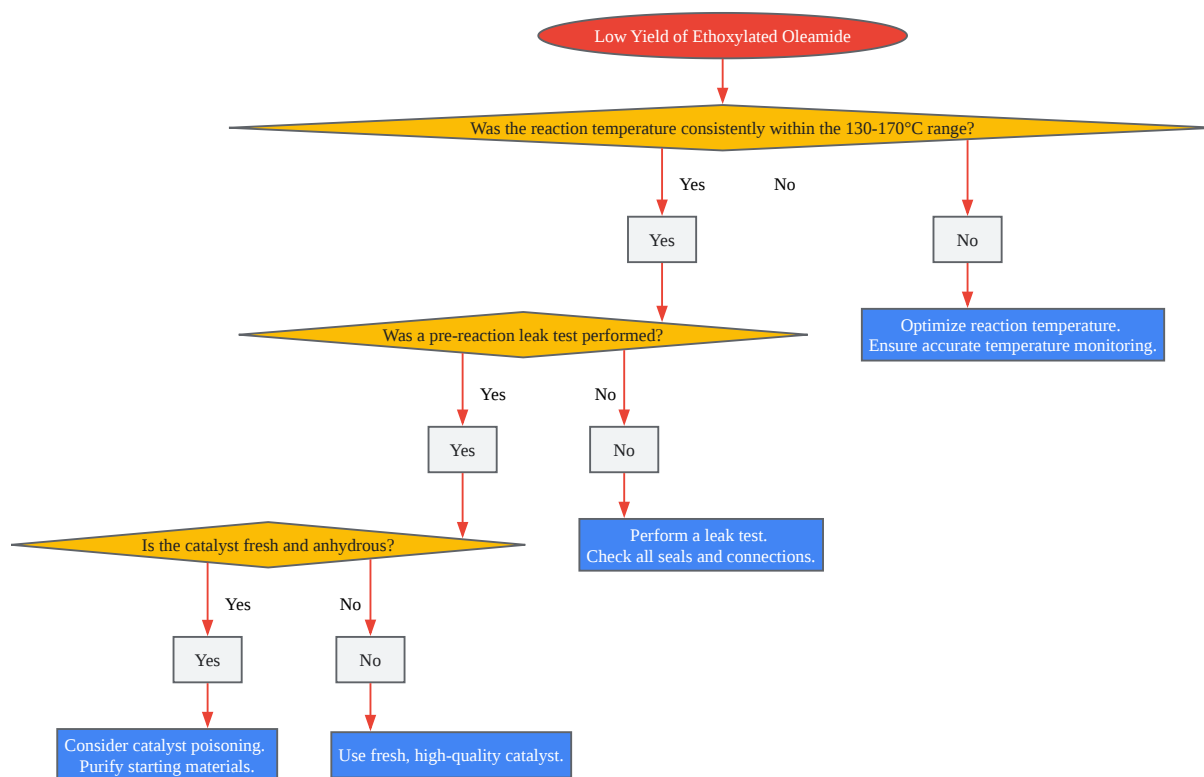 Low Yield of Ethoxylated Oleamide
Was the reaction temperature consistently within the 130-170°C range?
Yes
No
Yes
No
Optimize reaction temperature.
Ensure accurate temperature monitoring.
Was a pre-reaction leak test performed?
Yes
No
Yes
No
Perform a leak test.
Check all seals and connections.
Is the catalyst fresh and anhydrous?
Yes
No
Yes
No
Consider catalyst poisoning.
Purify starting materials.
Use fresh, high-quality catalyst.